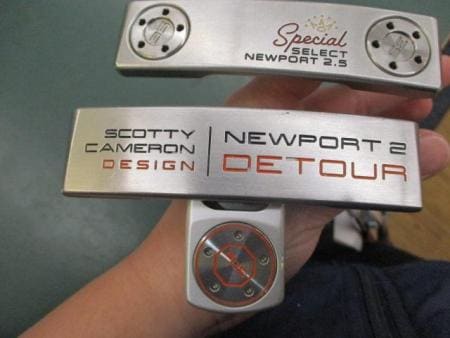 Special
SELECT
NEWPORT 2.5
SCOTTY
CAMERON
DESIGN
NEWPORT 2
DETOUR